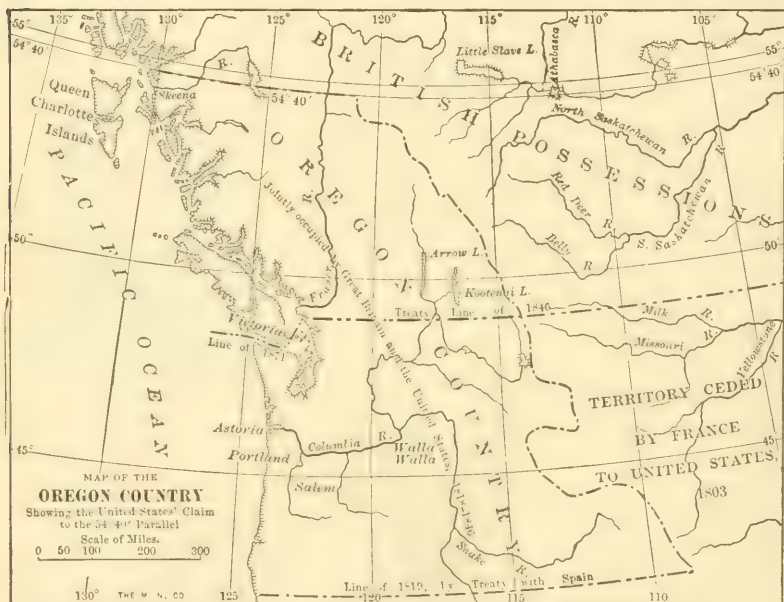 135°
130°
125°
120°
115°
110°
105°
55°
54° 40'
55°
54° 40'
54° 40'
BRITISH POSSESSIONS
Little Slave L.
Athabasca R.
R.
Skeena
Queen
Charlotte
Islands
North Saskatchewan R.
Red Deer R.
Belly R
S. Saskatchewan R
PACIFIC OCEAN
OREGON COUNTRY
Jointly occupied by Great Britain and the United States, 1818-1846
50°
50°
Arrow L.
Kootenai L.
Fraser R.
Treaty Line of 1846
Victoria I.
Line of 1871
Milk R.
Missouri R.
Yellowstone R.
TERRITORY CEDED
BY FRANCE
TO UNITED STATES,
1803
Astoria
Columbia R.
Portland
Walla
Walla
Salem
45°
45
Snake R.
MAP OF THE
OREGON COUNTRY
Showing the United States' Claim
to the 54° 40' Parallel
Scale of Miles.
0 50 100 200 300
Line of 1819, by Treaty with Spain
130°
THE M. N. CO
125
120
115
110